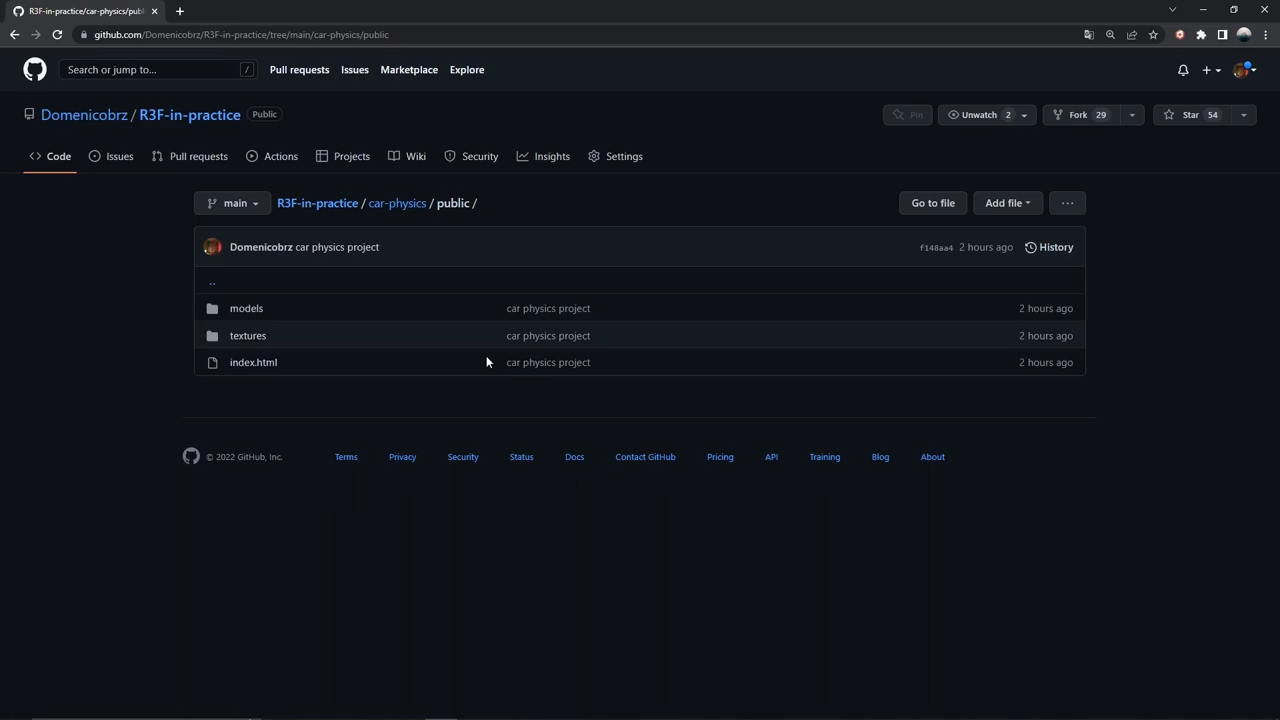 R3F-in-practice/car-physics/publ
github.com/Domenicobrz/R3F-in-practice/tree/main/car-physics/public
Search or jump to... / Pull requests Issues Marketplace Explore
Domenicobrz / R3F-in-practice Public Pin Unwatch 2 Fork 29 Star 54
Code Issues Pull requests Actions Projects Wiki Security Insights Settings
main R3F-in-practice / car-physics / public / Go to file Add file ...
Domenicobrz car physics project f148aa4 2 hours ago History
..
models car physics project 2 hours ago
textures car physics project 2 hours ago
index.html car physics project 2 hours ago
© 2022 GitHub, Inc. Terms Privacy Security Status Docs Contact GitHub Pricing API Training Blog About